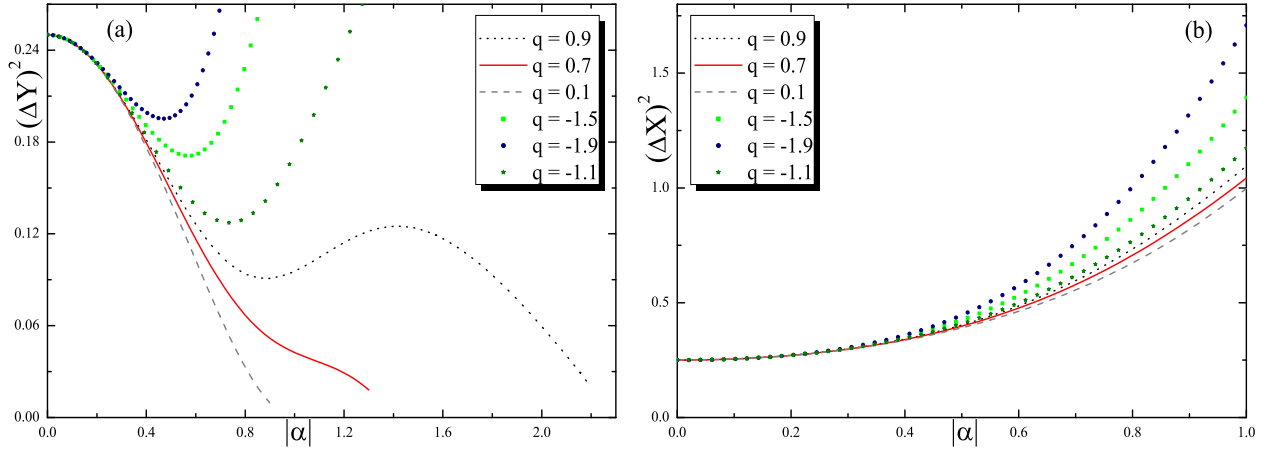 (a)
q = 0.9
q = 0.7
q = 0.1
q = -1.5
q = -1.9
q = -1.1
(ΔY)²
0.24
0.18
0.12
0.06
0.00
0.0 0.4 0.8 1.2 1.6 2.0
|α|
(b)
q = 0.9
q = 0.7
q = 0.1
q = -1.5
q = -1.9
q = -1.1
(ΔX)²
1.5
1.0
0.5
0.0
0.0 0.2 0.4 0.6 0.8 1.0
|α|